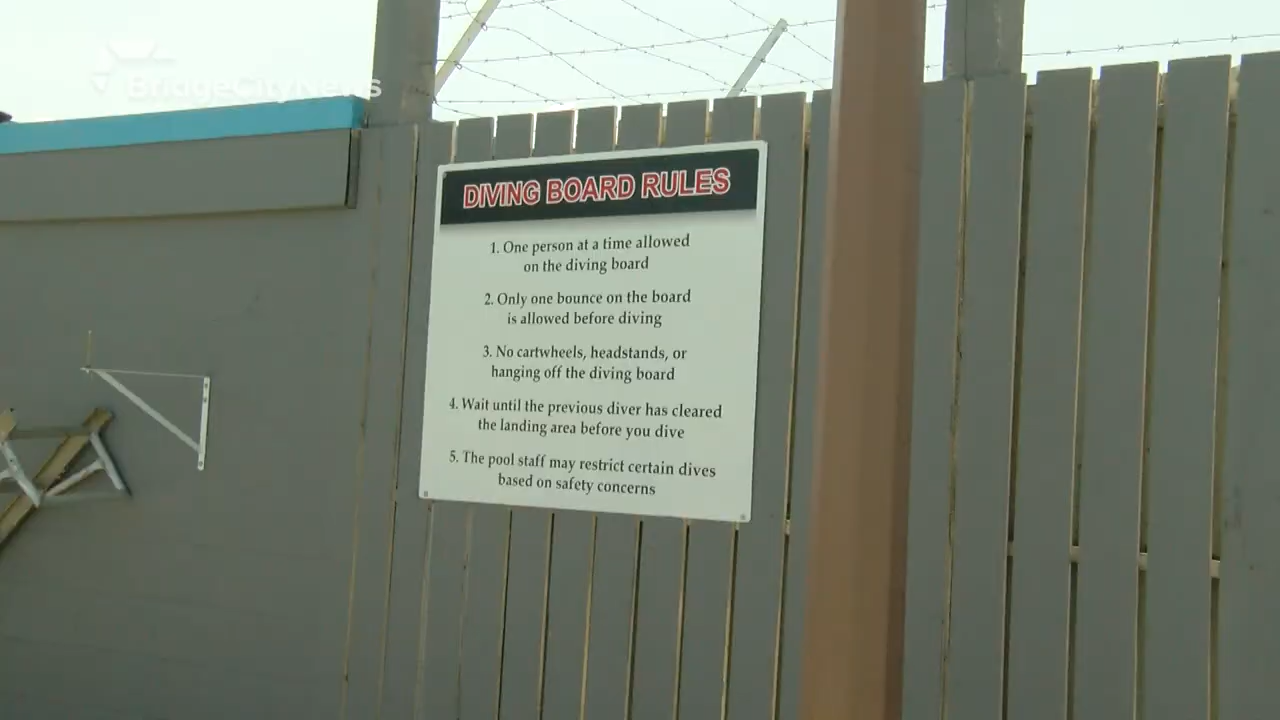 BridgeCityNews
DIVING BOARD RULES
1. One person at a time allowed
on the diving board
2. Only one bounce on the board
is allowed before diving
3. No cartwheels, headstands, or
hanging off the diving board
4. Wait until the previous diver has cleared
the landing area before you dive
5. The pool staff may restrict certain dives
based on safety concerns